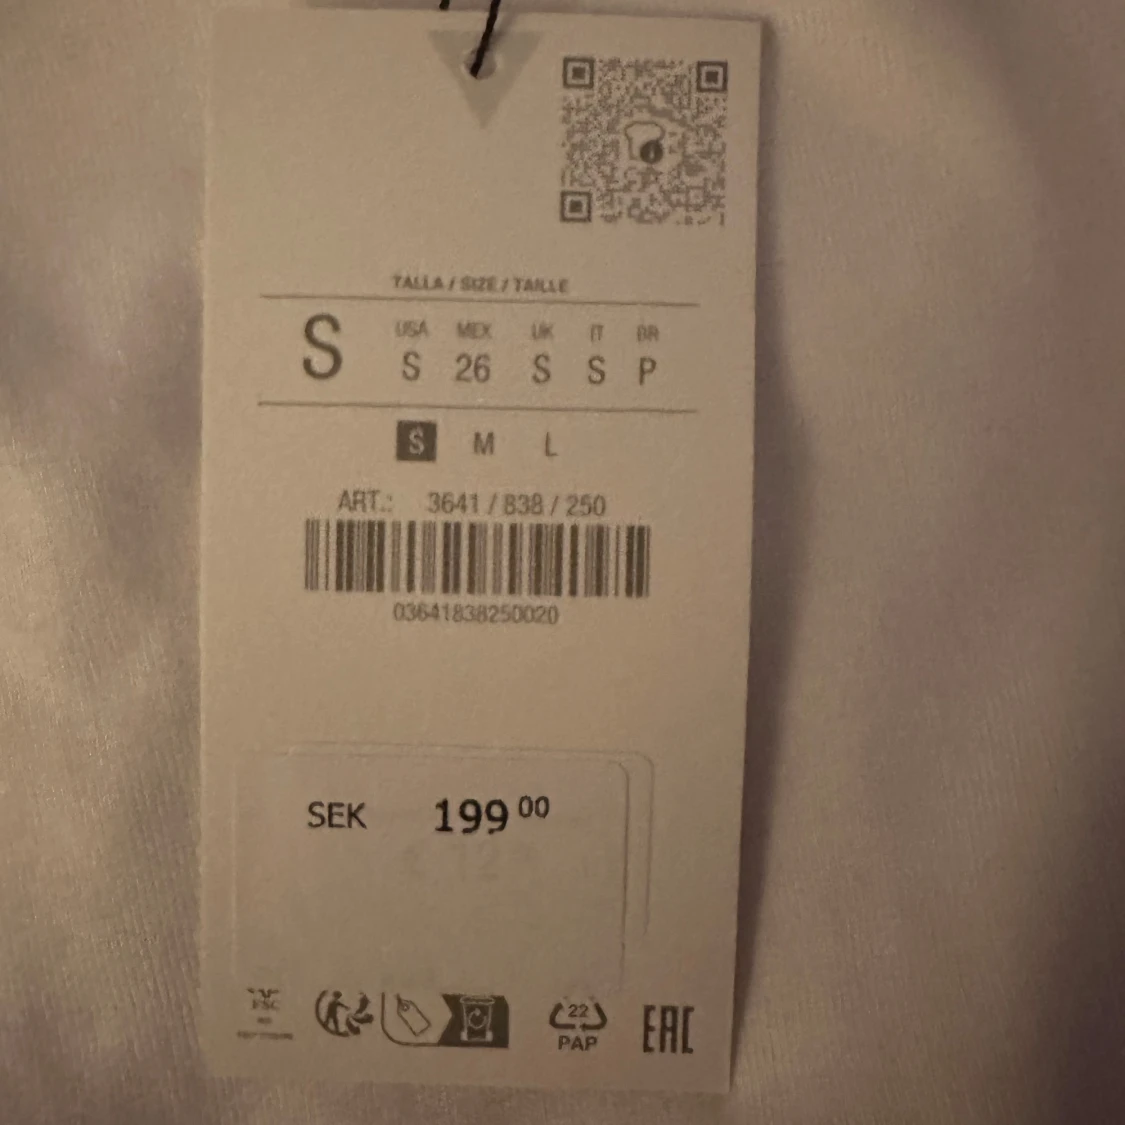 TALLA / SIZE / TAILLE
S USA MEX UK IT BR
S 26 S S P
S M L
ART.: 3641 / 838 / 250
03641838250020
SEK 199 00
12
FSC
22
PAP
EAC